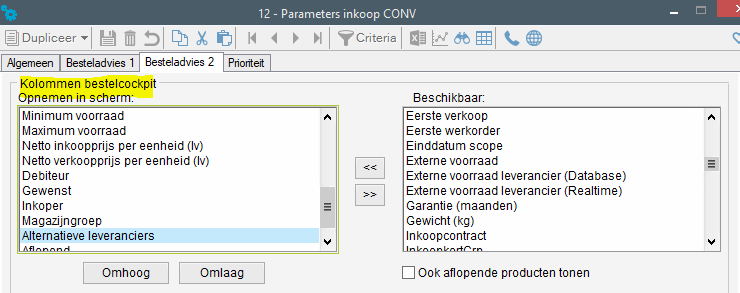 12 - Parameters inkoop CONV
Dupliceer
Criteria
Algemeen Besteladvies 1 Besteladvies 2 Prioriteit
Kolommen bestelcockpit
Opnemen in scherm:
Minimum voorraad
Maximum voorraad
Netto inkoopprijs per eenheid (lv)
Netto verkoopprijs per eenheid (lv)
Debiteur
Gewenst
Inkoper
Magazijngroep
Alternatieve leveranciers
Aflopend
<<
>>
Beschikbaar:
Eerste verkoop
Eerste werkorder
Einddatum scope
Externe voorraad
Externe voorraad leverancier (Database)
Externe voorraad leverancier (Realtime)
Garantie (maanden)
Gewicht (kg)
Inkoopcontract
InkoopkortGrp
Omhoog Omlaag
Ook aflopende producten tonen